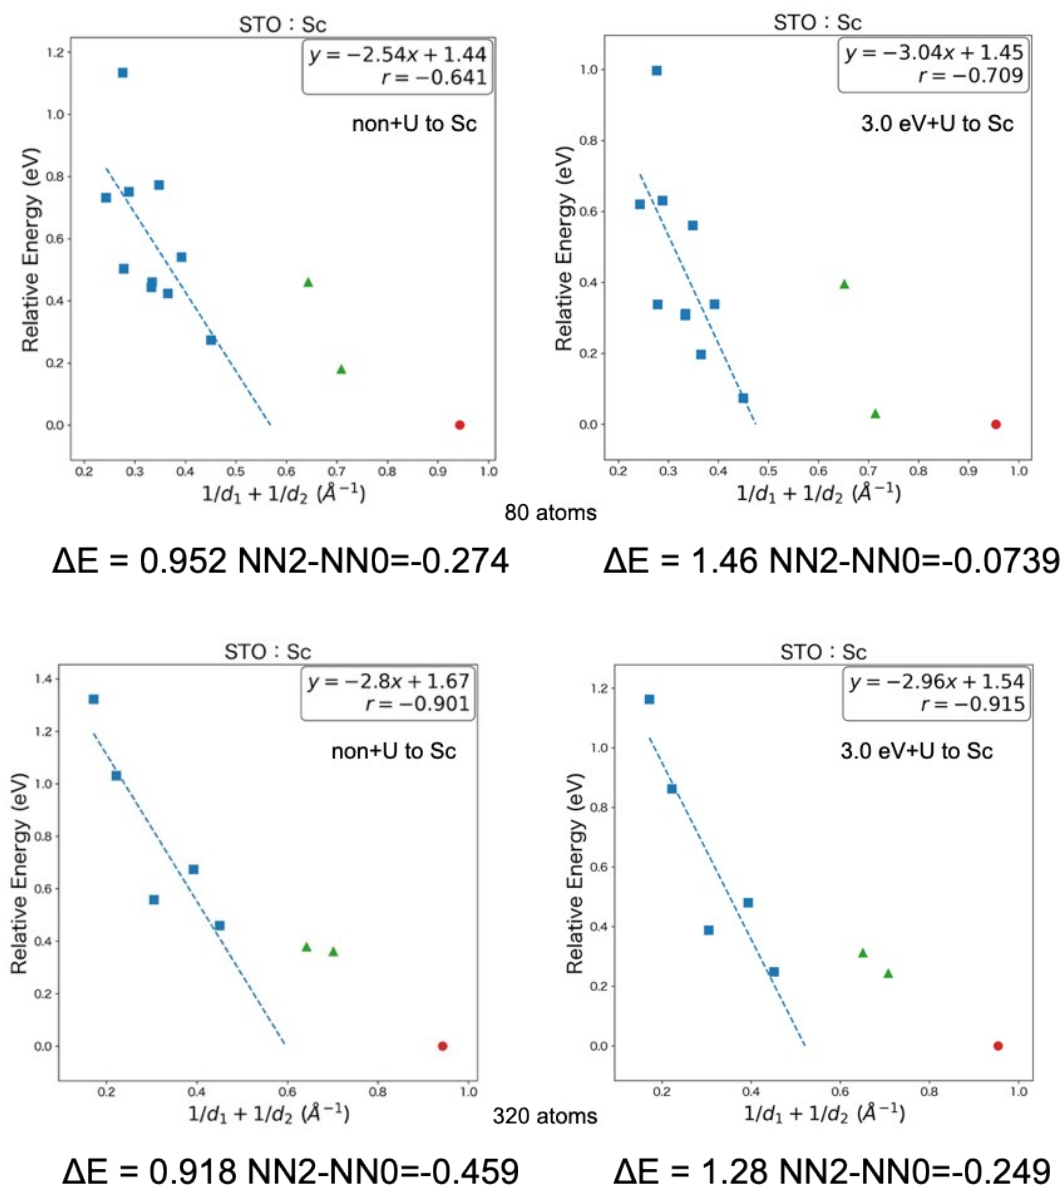 STO : Sc
y = −2.54x + 1.44
r = −0.641
non+U to Sc
Relative Energy (eV)
1.2
1.0
0.8
0.6
0.4
0.2
0.0
0.2 0.3 0.4 0.5 0.6 0.7 0.8 0.9 1.0
1/d₁ + 1/d₂ (Å⁻¹)
STO : Sc
y = −3.04x + 1.45
r = −0.709
3.0 eV+U to Sc
Relative Energy (eV)
1.0
0.8
0.6
0.4
0.2
0.0
0.2 0.3 0.4 0.5 0.6 0.7 0.8 0.9 1.0
1/d₁ + 1/d₂ (Å⁻¹)
80 atoms
ΔE = 0.952 NN2-NN0=-0.274
ΔE = 1.46 NN2-NN0=-0.0739
STO : Sc
y = −2.8x + 1.67
r = −0.901
non+U to Sc
Relative Energy (eV)
1.4
1.2
1.0
0.8
0.6
0.4
0.2
0.0
0.2 0.4 0.6 0.8 1.0
1/d₁ + 1/d₂ (Å⁻¹)
STO : Sc
y = −2.96x + 1.54
r = −0.915
3.0 eV+U to Sc
Relative Energy (eV)
1.2
1.0
0.8
0.6
0.4
0.2
0.0
0.2 0.4 0.6 0.8 1.0
1/d₁ + 1/d₂ (Å⁻¹)
320 atoms
ΔE = 0.918 NN2-NN0=-0.459
ΔE = 1.28 NN2-NN0=-0.249